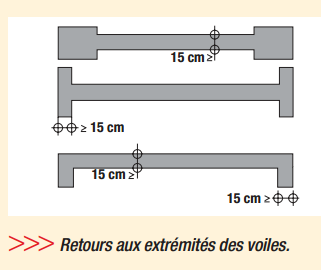 15 cm ≥
≥ 15 cm
15 cm ≥
15 cm ≥
>>> Retours aux extrémités des voiles.